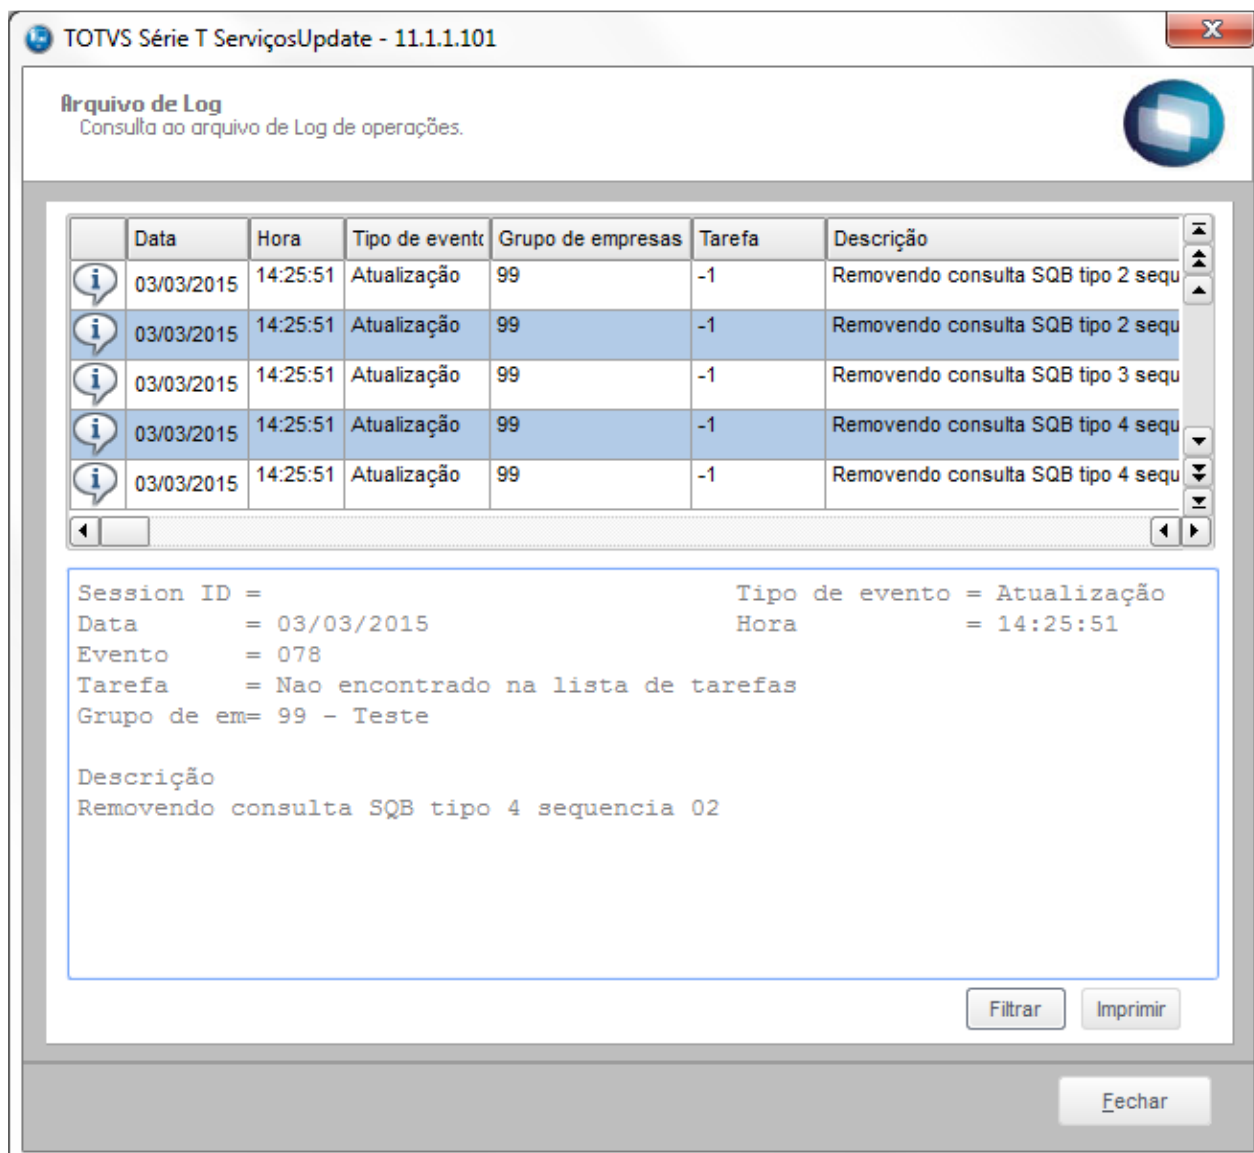 TOTVS Série T ServiçosUpdate - 11.1.1.101
Arquivo de Log
Consulta ao arquivo de Log de operações.
Data Hora Tipo de evento Grupo de empresas Tarefa Descrição
03/03/2015 14:25:51 Atualização 99 -1 Removendo consulta SQB tipo 2 sequ
03/03/2015 14:25:51 Atualização 99 -1 Removendo consulta SQB tipo 2 sequ
03/03/2015 14:25:51 Atualização 99 -1 Removendo consulta SQB tipo 3 sequ
03/03/2015 14:25:51 Atualização 99 -1 Removendo consulta SQB tipo 4 sequ
03/03/2015 14:25:51 Atualização 99 -1 Removendo consulta SQB tipo 4 sequ
Session ID = Tipo de evento = Atualização
Data = 03/03/2015 Hora = 14:25:51
Evento = 078
Tarefa = Nao encontrado na lista de tarefas
Grupo de em= 99 - Teste
Descrição
Removendo consulta SQB tipo 4 sequencia 02
Filtrar Imprimir
Fechar